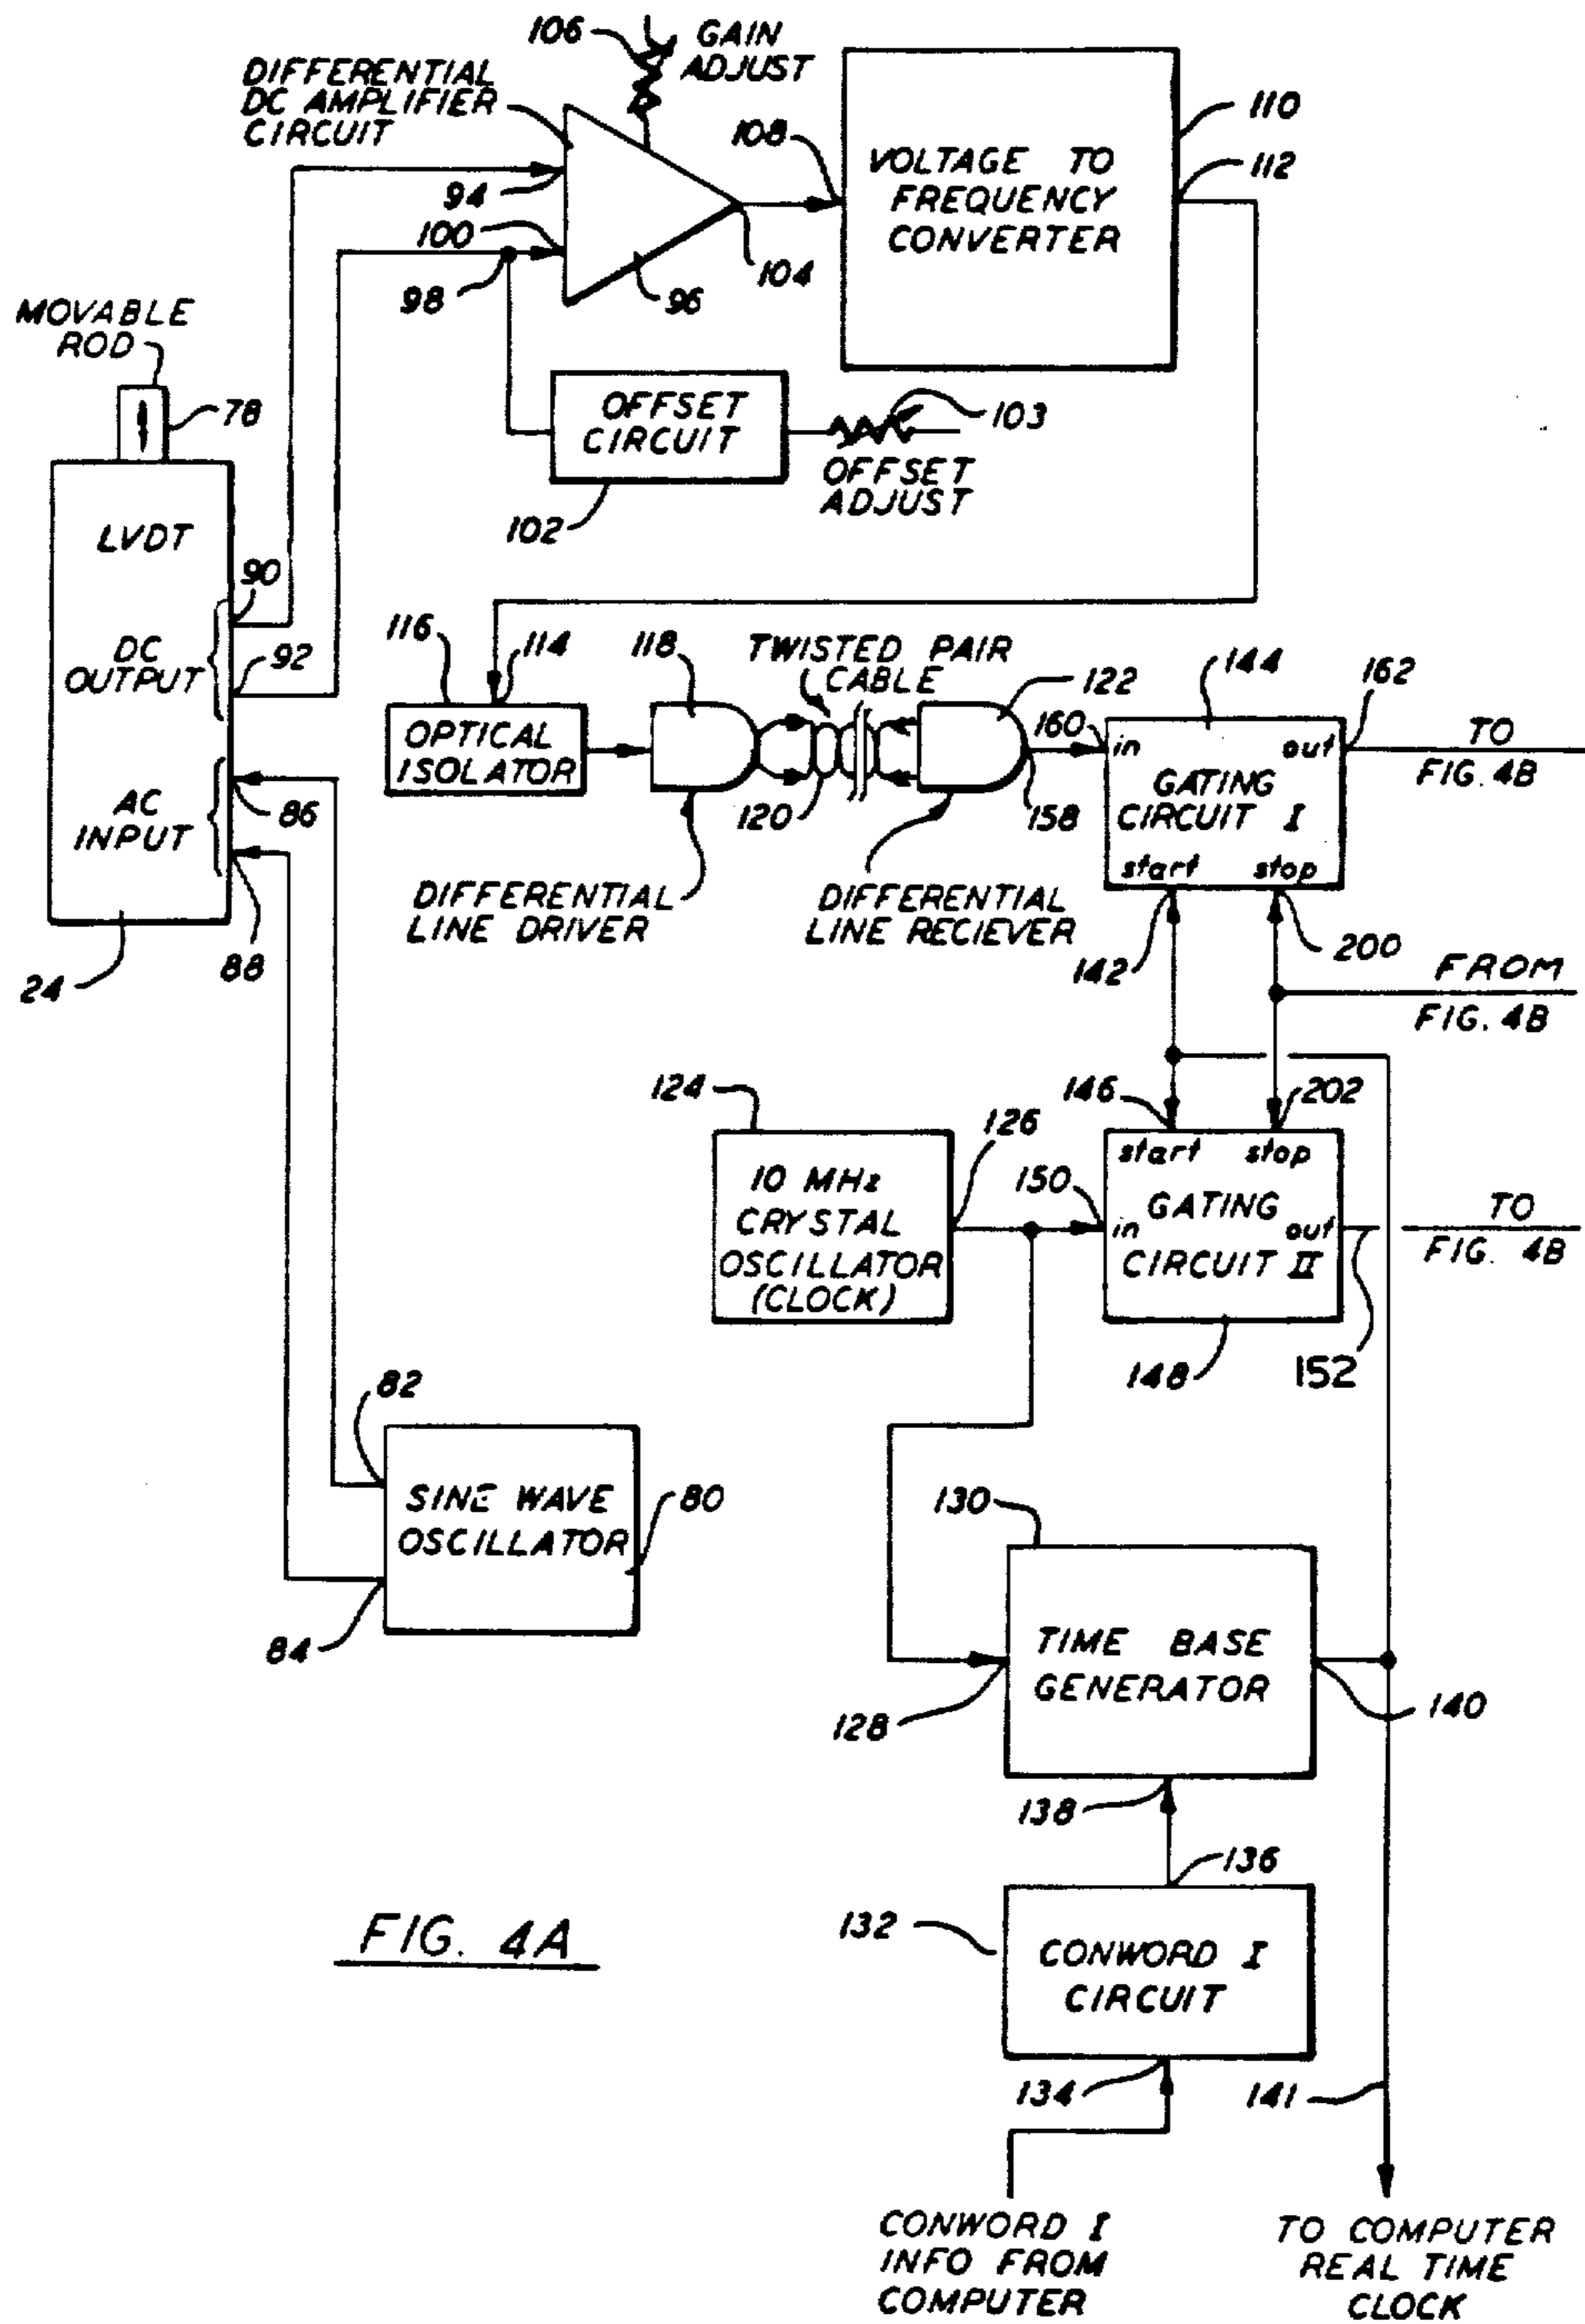 106
GAIN
ADJUST
DIFFERENTIAL
DC AMPLIFIER
CIRCUIT
94
100
98
96
104
108
VOLTAGE TO
FREQUENCY
CONVERTER
110
112
MOVABLE
ROD
78
OFFSET
CIRCUIT
102
103
OFFSET
ADJUST
LVDT
90
DC
OUTPUT
92
AC
INPUT
86
88
24
116
114
OPTICAL
ISOLATOR
118
TWISTED PAIR
CABLE
120
122
158
DIFFERENTIAL
LINE DRIVER
DIFFERENTIAL
LINE RECIEVER
144
160
in
out
GATING
CIRCUIT I
start
stop
162
TO
FIG. 4B
142
200
FROM
FIG. 4B
124
126
10 MHz
CRYSTAL
OSCILLATOR
(CLOCK)
146
202
start
stop
150
in
GATING
out
CIRCUIT II
TO
FIG. 4B
148
152
82
SINE WAVE
OSCILLATOR
80
84
130
TIME BASE
GENERATOR
128
140
138
136
132
CONWORD I
CIRCUIT
134
141
CONWORD I
INFO FROM
COMPUTER
TO COMPUTER
REAL TIME
CLOCK
FIG. 4A